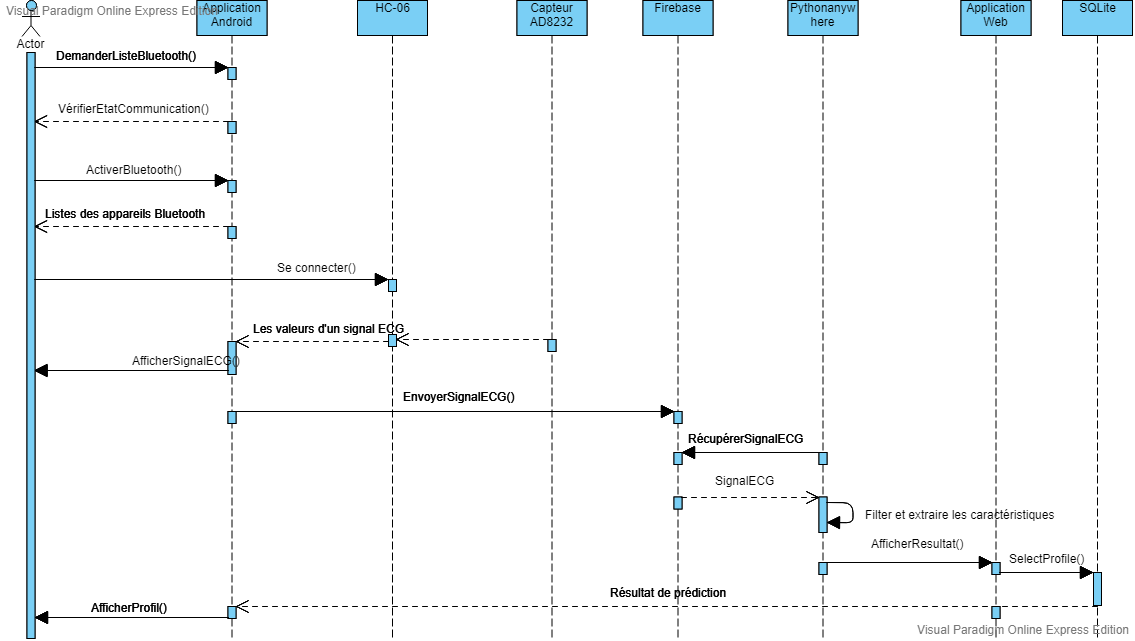 Visual Paradigm Online Express Edition
Actor
Application
Android
HC-06
Capteur
AD8232
Firebase
Pythonanyw
here
Application
Web
SQLite
DemanderListeBluetooth()
VérifierEtatCommunication()
ActiverBluetooth()
Listes des appareils Bluetooth
Se connecter()
Les valeurs d'un signal ECG
AfficherSignalECG()
EnvoyerSignalECG()
RécupérerSignalECG
SignalECG
Filter et extraire les caractéristiques
AfficherResultat()
SelectProfile()
Résultat de prédiction
AfficherProfil()
Visual Paradigm Online Express Edition